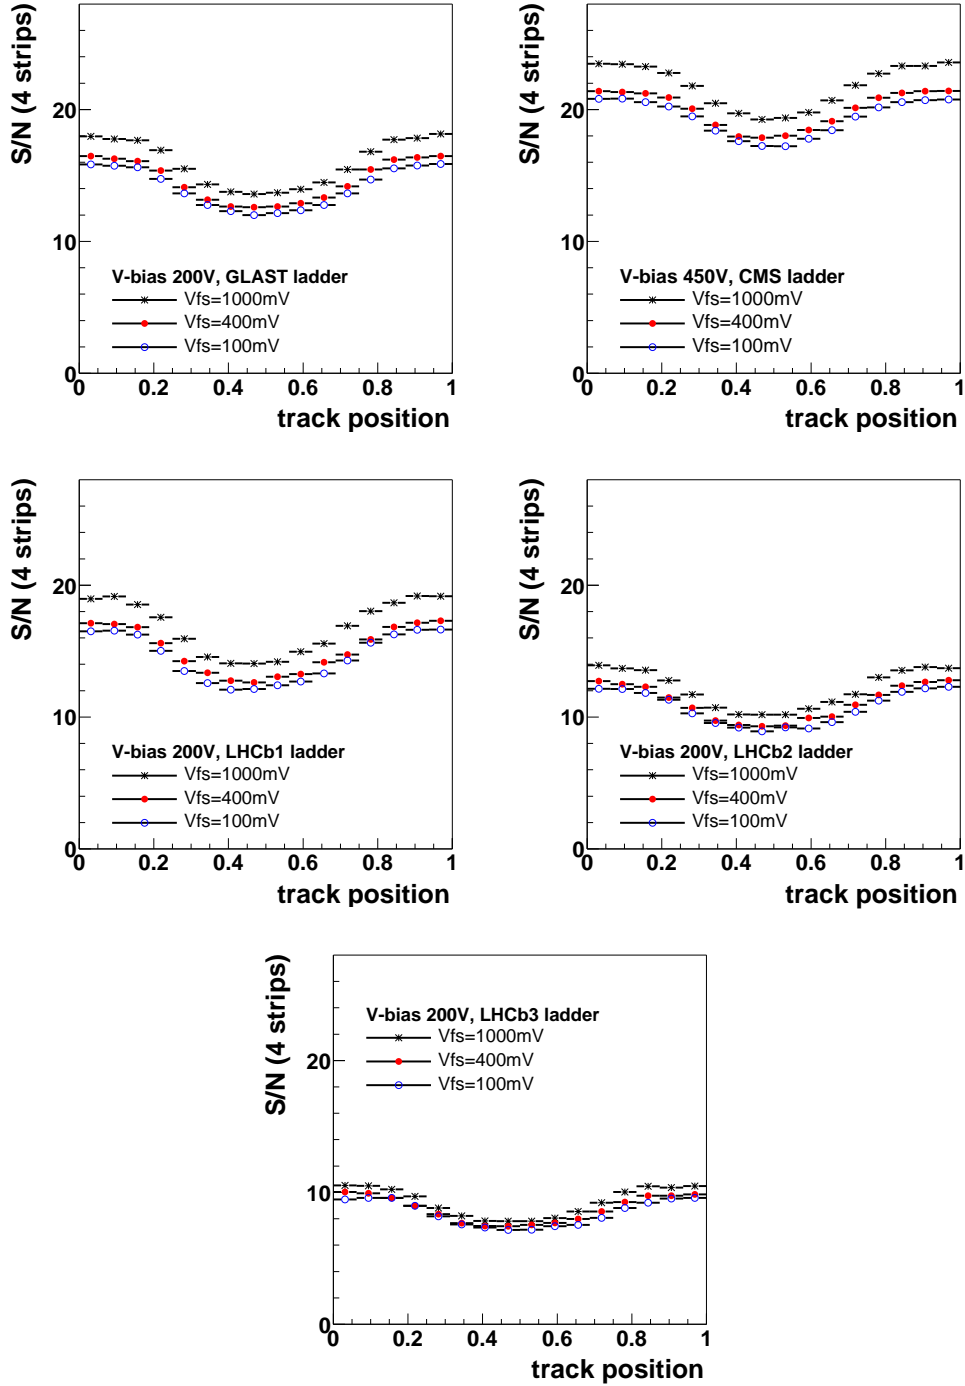 S/N (4 strips)
20
10
0
V-bias 200V, GLAST ladder
Vfs=1000mV
Vfs=400mV
Vfs=100mV
0 0.2 0.4 0.6 0.8 1
track position
S/N (4 strips)
20
10
0
V-bias 450V, CMS ladder
Vfs=1000mV
Vfs=400mV
Vfs=100mV
0 0.2 0.4 0.6 0.8 1
track position
S/N (4 strips)
20
10
0
V-bias 200V, LHCb1 ladder
Vfs=1000mV
Vfs=400mV
Vfs=100mV
0 0.2 0.4 0.6 0.8 1
track position
S/N (4 strips)
20
10
0
V-bias 200V, LHCb2 ladder
Vfs=1000mV
Vfs=400mV
Vfs=100mV
0 0.2 0.4 0.6 0.8 1
track position
S/N (4 strips)
V-bias 200V, LHCb3 ladder
Vfs=1000mV
Vfs=400mV
Vfs=100mV
20
10
0
0 0.2 0.4 0.6 0.8 1
track position